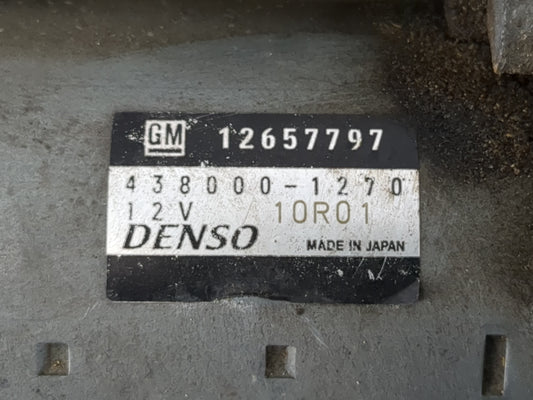 GM 12657797
438000-1270
12V 10R01
DENSO MADE IN JAPAN